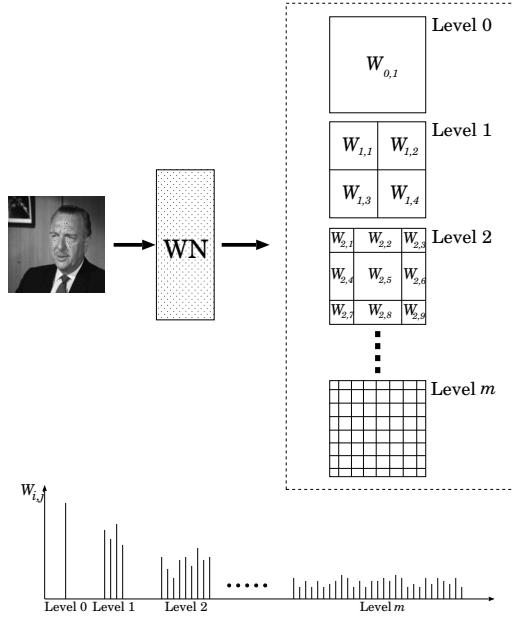 Level 0
W0,1
Level 1
W1,1 W1,2
W1,3 W1,4
WN
Level 2
W2,1 W2,2 W2,3
W2,4 W2,5 W2,6
W2,7 W2,8 W2,9
Level m
Wi,j
Level 0 Level 1 Level 2 Level m